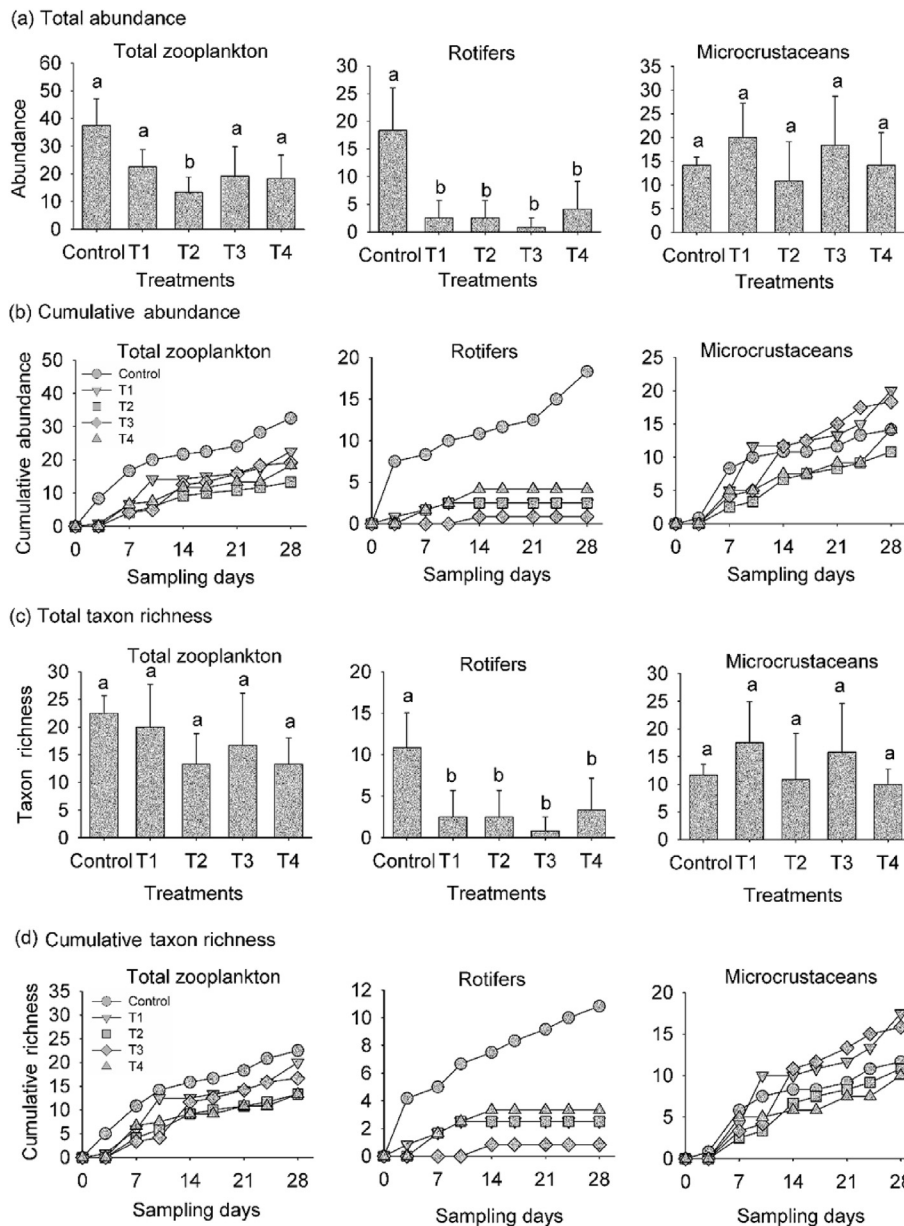 (a) Total abundance
Total zooplankton
Rotifers
Microcrustaceans
Abundance
60
50
40
30
20
10
0
a
a
b
a
a
Control T1 T2 T3 T4
Treatments
30
25
20
15
10
5
0
a
b
b
b
b
Control T1 T2 T3 T4
Treatments
35
30
25
20
15
10
5
0
a
a
a
a
a
Control T1 T2 T3 T4
Treatments
(b) Cumulative abundance
Total zooplankton
Rotifers
Microcrustaceans
Cumulative abundance
50
40
30
20
10
0
Control
T1
T2
T3
T4
0 7 14 21 28
Sampling days
20
15
10
5
0
0 7 14 21 28
Sampling days
25
20
15
10
5
0
0 7 14 21 28
Sampling days
(c) Total taxon richness
Total zooplankton
Rotifers
Microcrustaceans
Taxon richness
30
25
20
15
10
5
0
a
a
a
a
a
Control T1 T2 T3 T4
Treatments
20
15
10
5
0
a
b
b
b
b
Control T1 T2 T3 T4
Treatments
30
25
20
15
10
5
0
a
a
a
a
a
Control T1 T2 T3 T4
Treatments
(d) Cumulative taxon richness
Total zooplankton
Rotifers
Microcrustaceans
Cumulative richness
35
30
25
20
15
10
5
0
Control
T1
T2
T3
T4
0 7 14 21 28
Sampling days
12
10
8
6
4
2
0
0 7 14 21 28
Sampling days
20
15
10
5
0
0 7 14 21 28
Sampling days